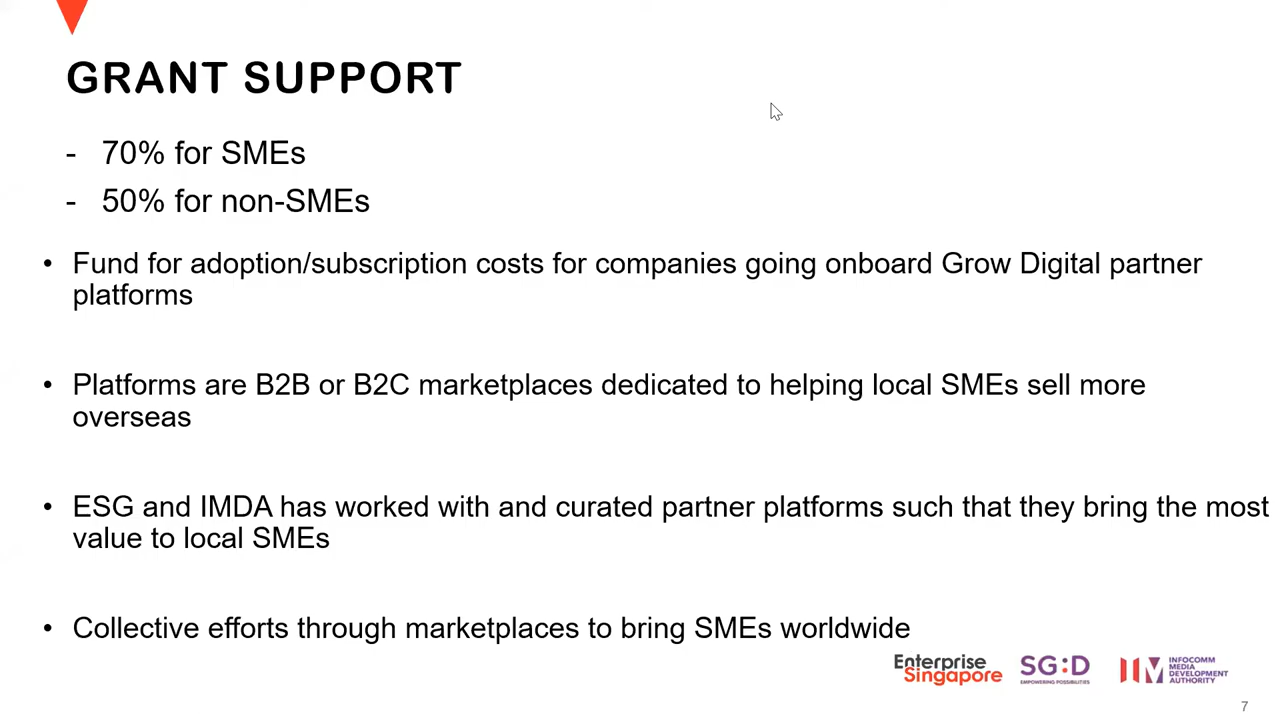 GRANT SUPPORT
- 70% for SMEs
- 50% for non-SMEs
• Fund for adoption/subscription costs for companies going onboard Grow Digital partner
platforms
• Platforms are B2B or B2C marketplaces dedicated to helping local SMEs sell more
overseas
• ESG and IMDA has worked with and curated partner platforms such that they bring the most
value to local SMEs
• Collective efforts through marketplaces to bring SMEs worldwide
Enterprise
Singapore
SG:D
EMPOWERING POSSIBILITIES
INFOCOMM
MEDIA
DEVELOPMENT
AUTHORITY
7